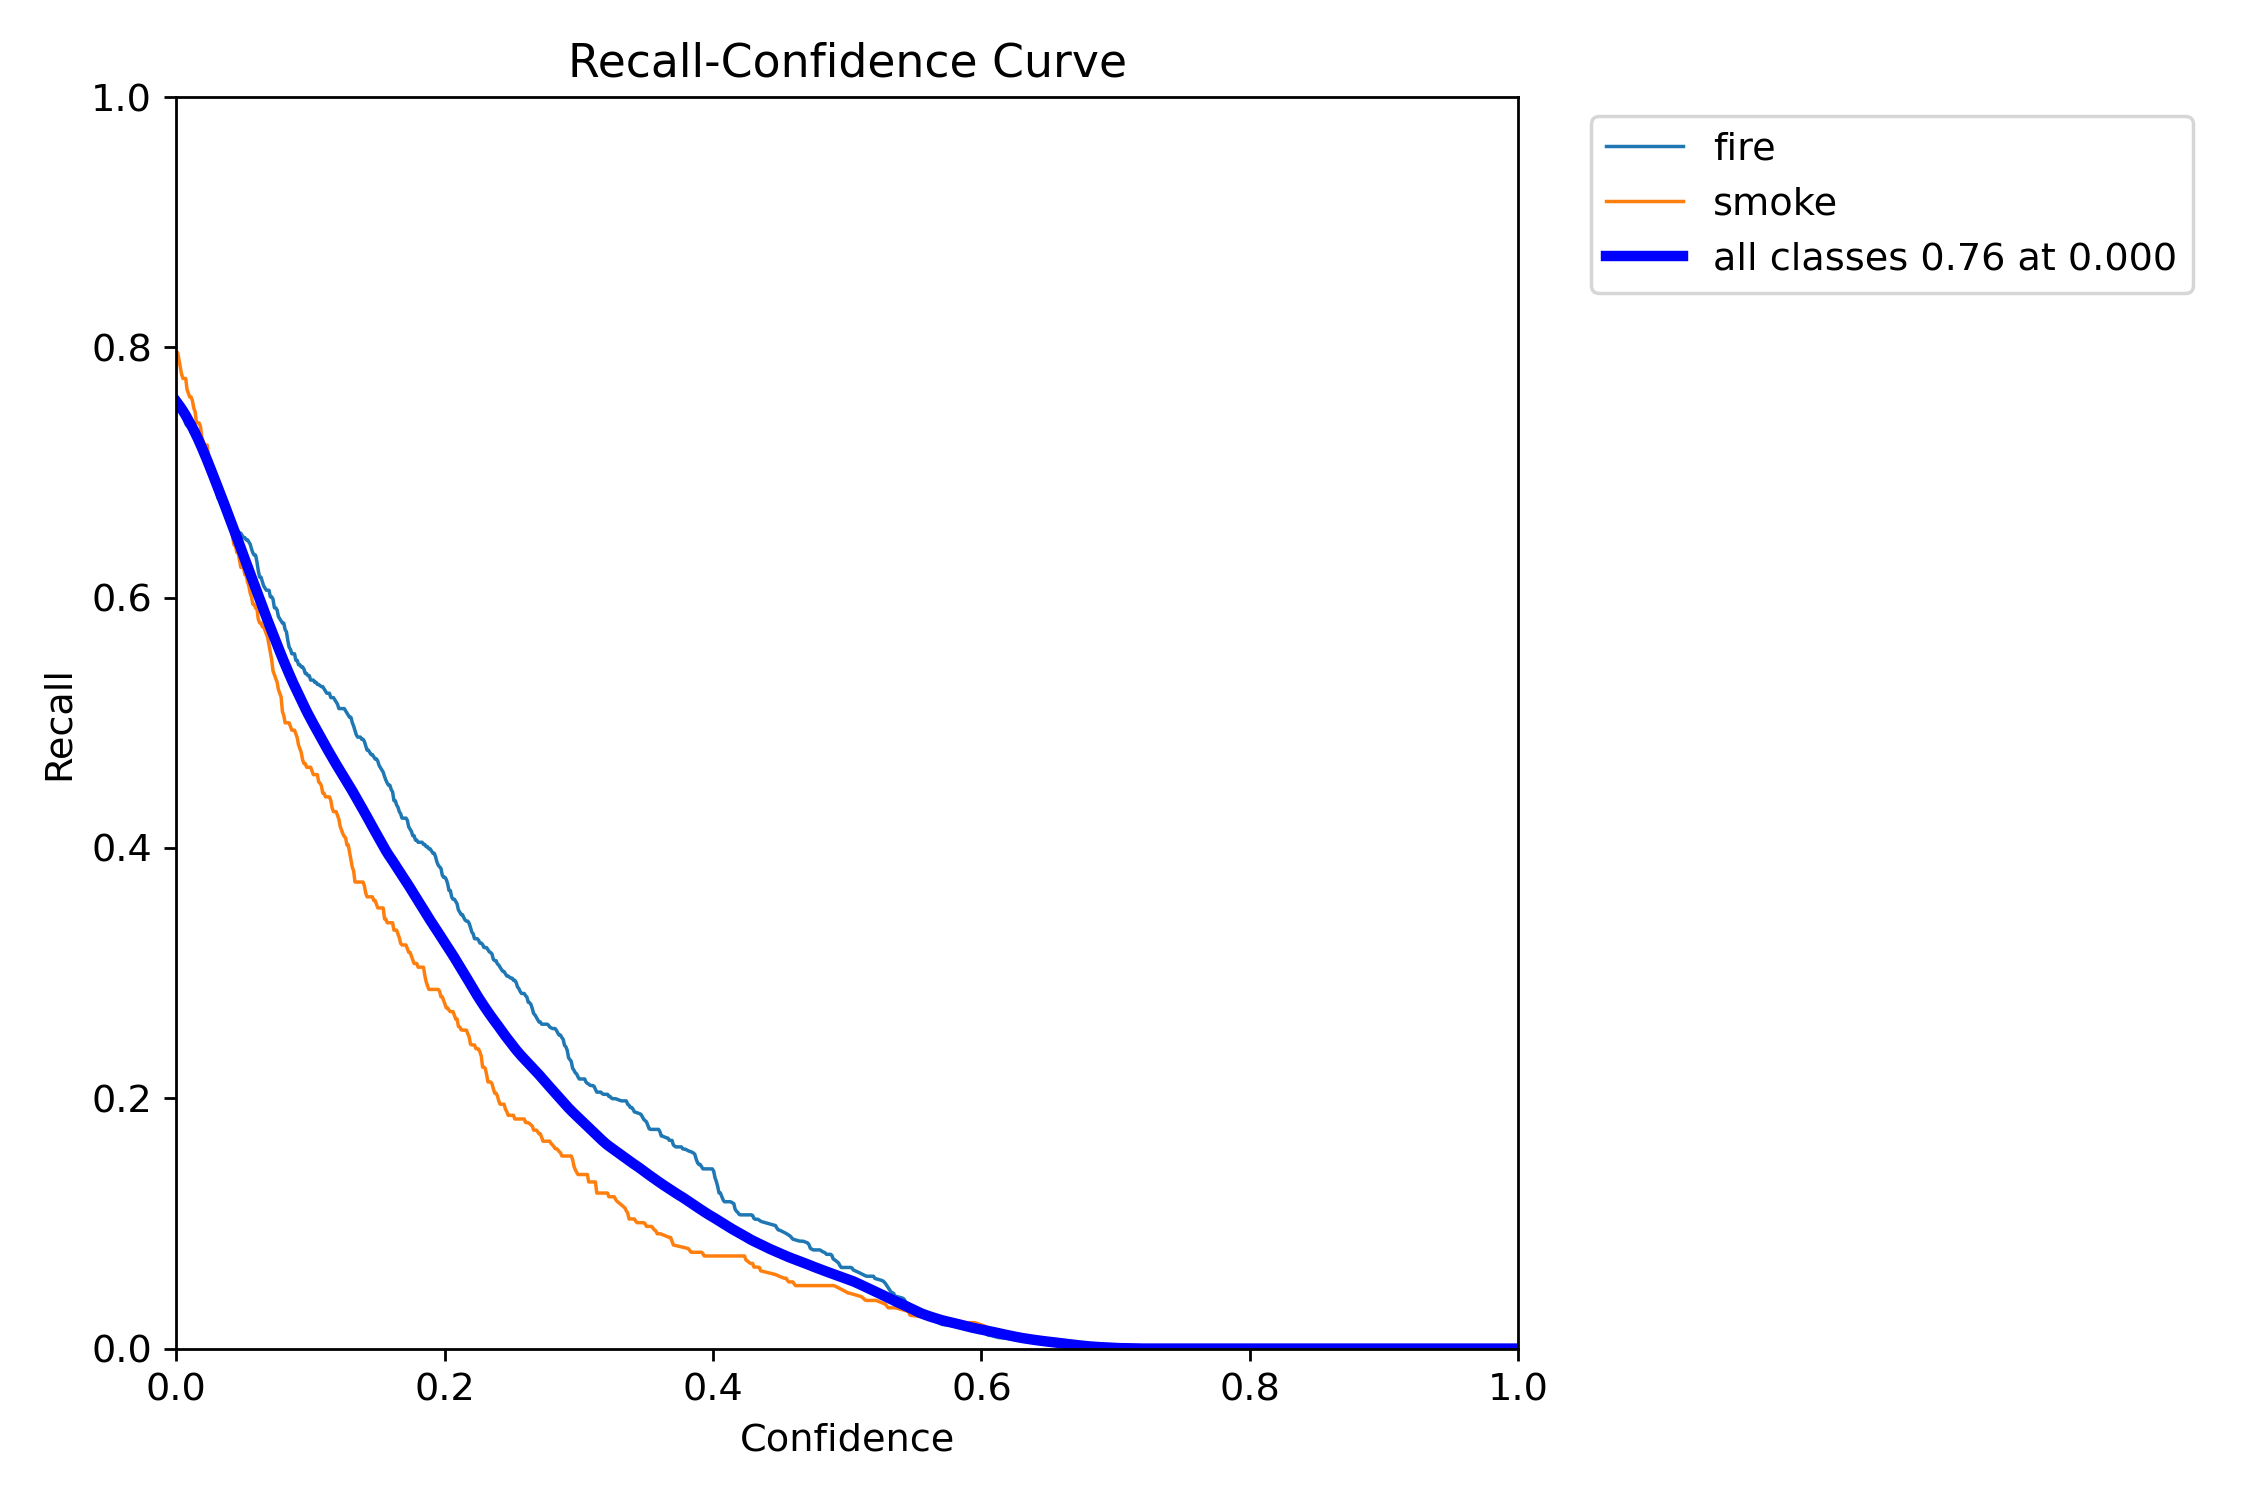 Recall-Confidence Curve
1.0
0.8
0.6
0.4
0.2
0.0
Recall
0.0 0.2 0.4 0.6 0.8 1.0
Confidence
fire
smoke
all classes 0.76 at 0.000